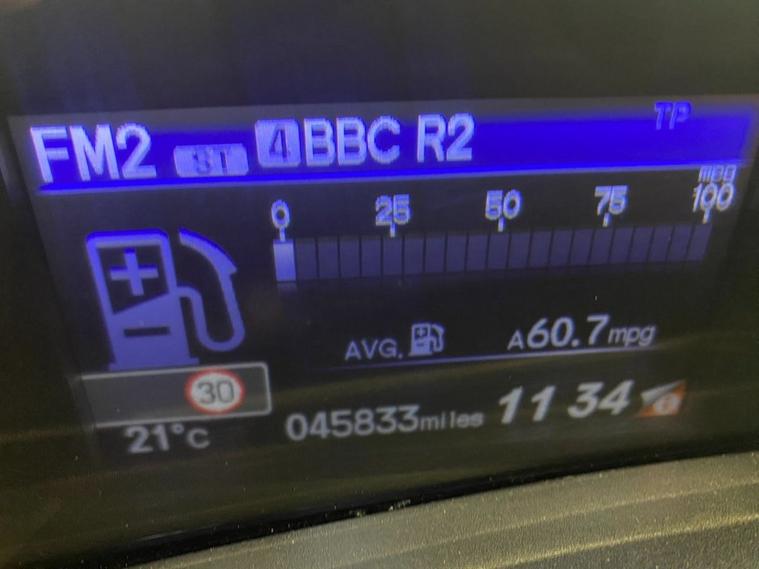 TP
FM2 ST 4 BBC R2
mpg
0 25 50 75 100
AVG. A60.7mpg
30
045833miles 11 34
21°C